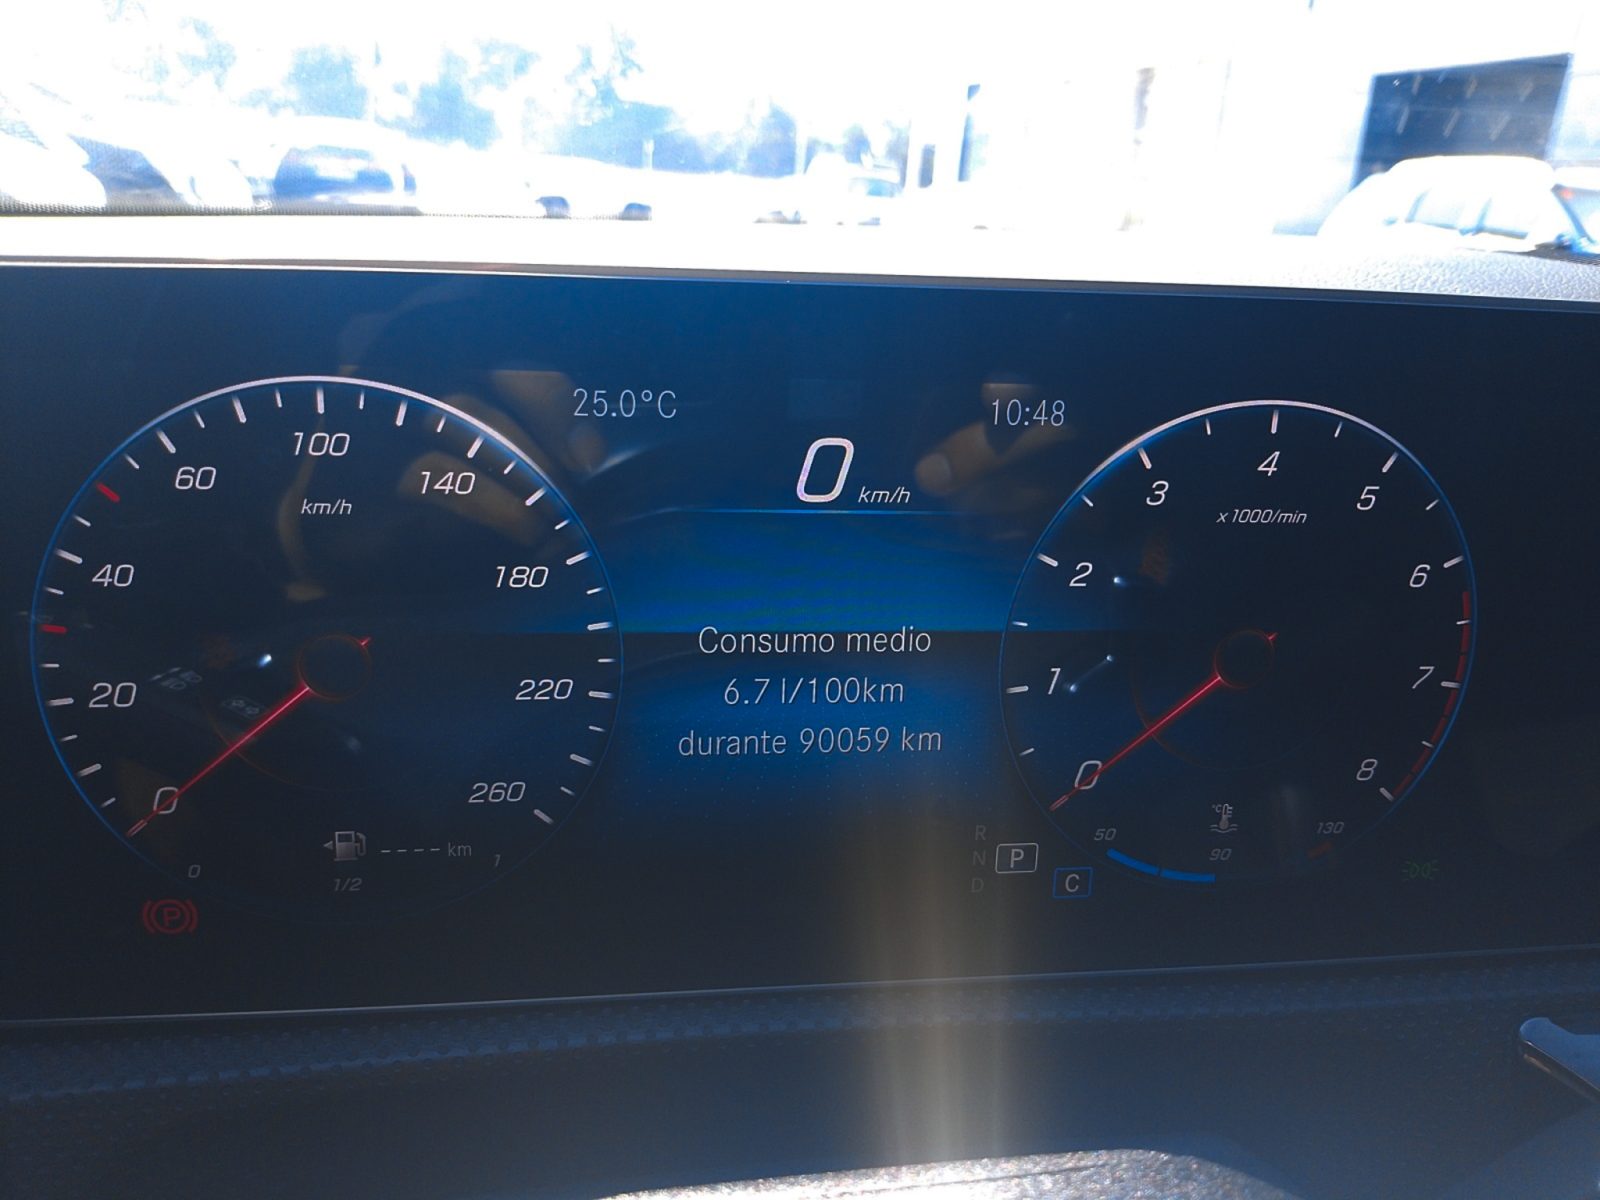 25.0°C
10:48
0 km/h
100
60
140
km/h
40
180
20
220
0
260
4
3
5
x 1000/min
2
6
1
7
0
8
Consumo medio
6.7 l/100km
durante 90059 km
---- km
0
1/2
1
R
N
P
D
C
50
°C
130
90
P